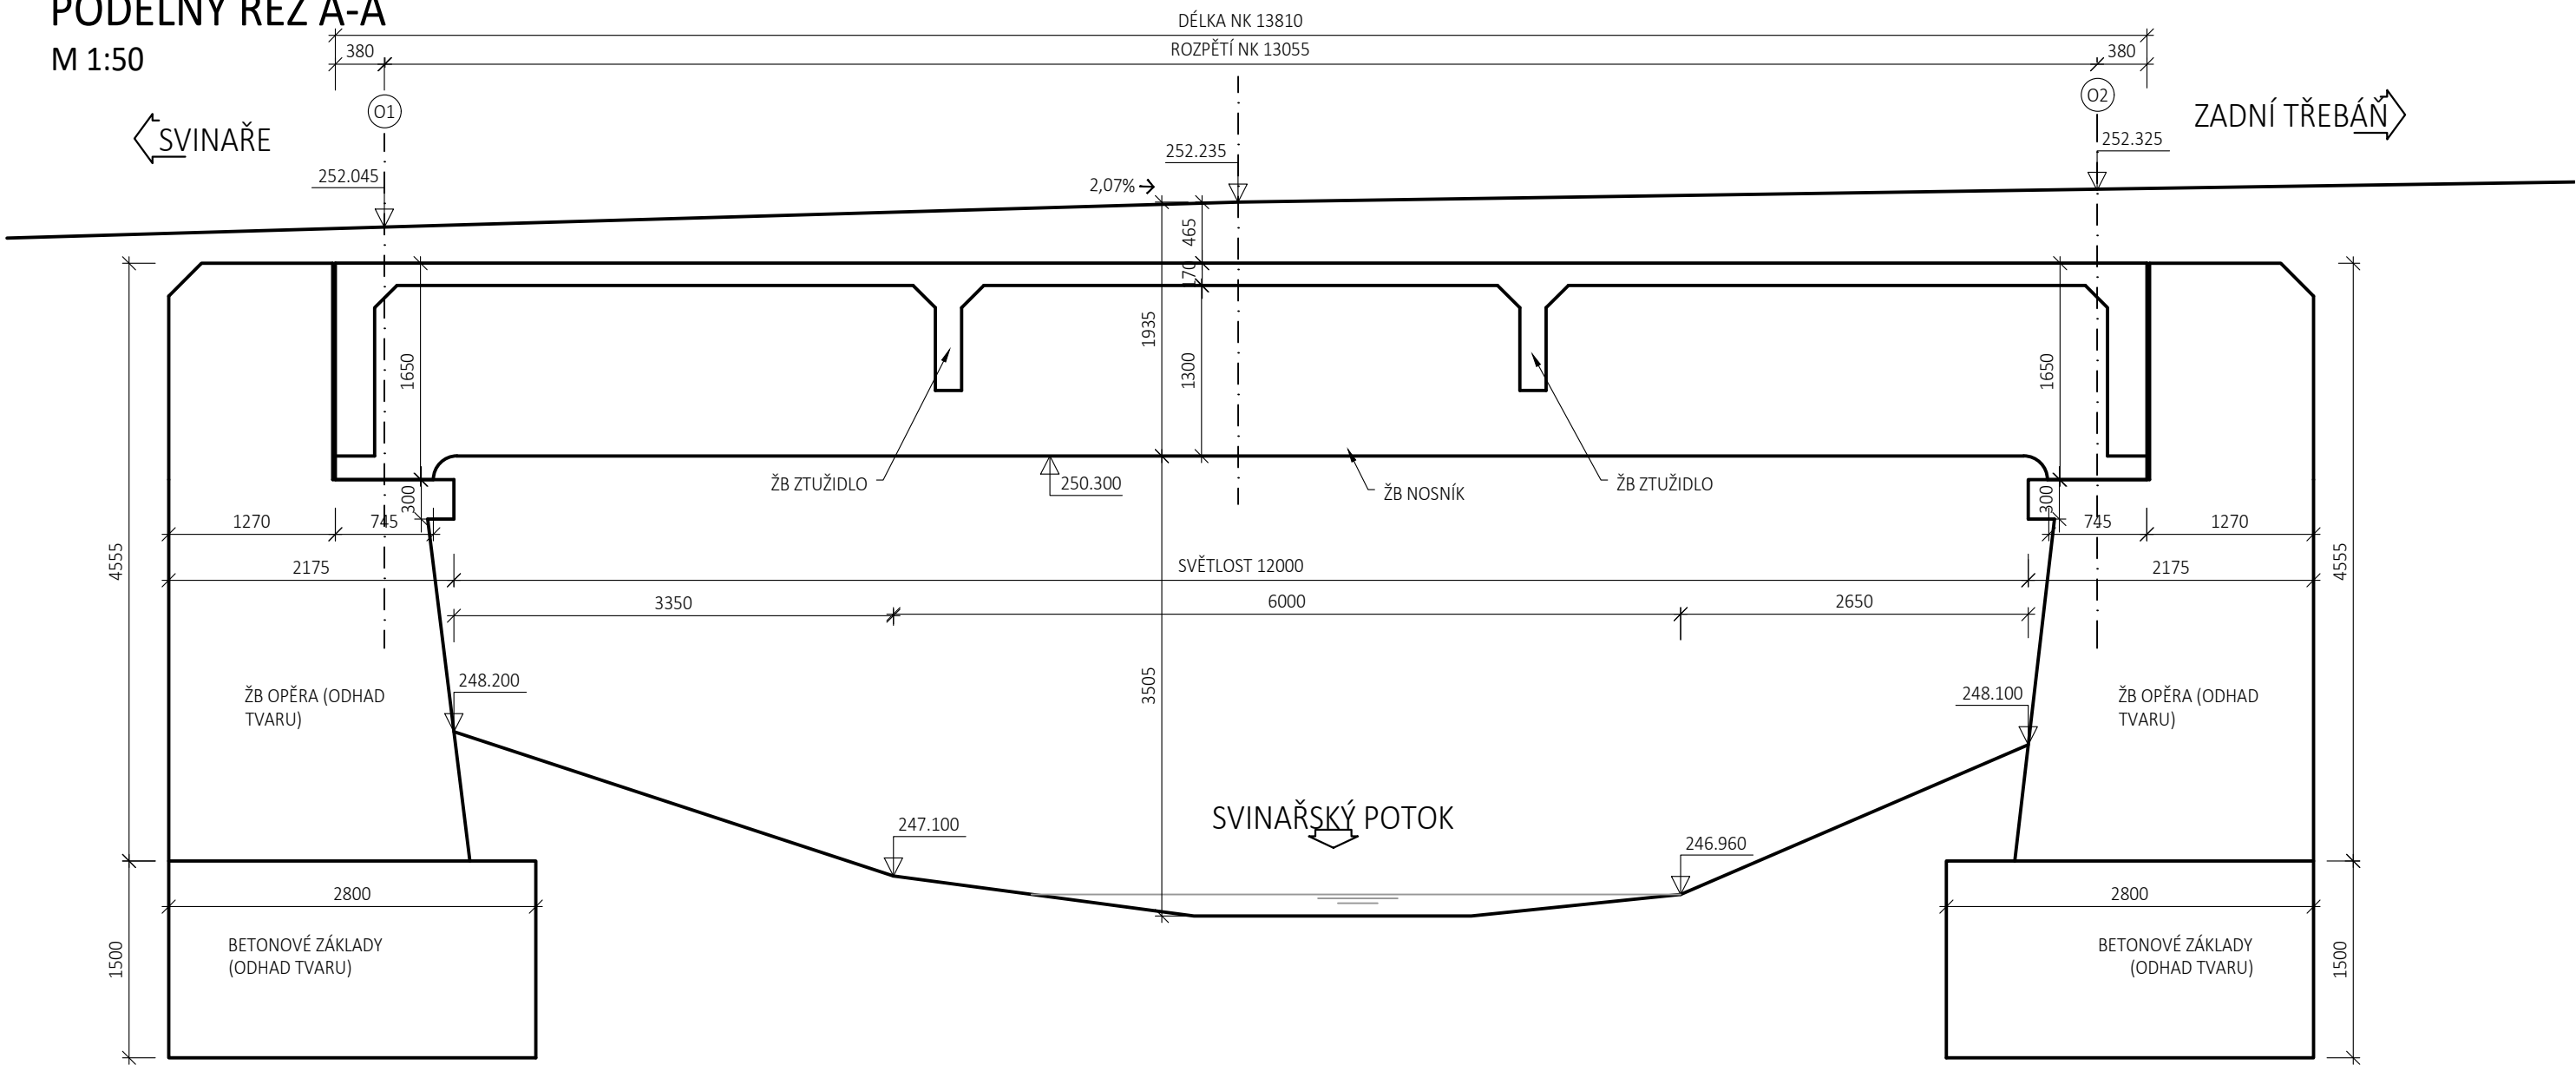 PODÉLNÝ ŘEZ A-A
M 1:50
DÉLKA NK 13810
380
ROZPĚTÍ NK 13055
380
O1
O2
SVINAŘE
ZADNÍ TŘEBÁŇ
252.045
252.235
252.325
2,07%
465
170
1650
1935
1300
1650
ŽB ZTUŽIDLO
250.300
ŽB NOSNÍK
ŽB ZTUŽIDLO
300
300
1270
745
745
1270
4555
2175
SVĚTLOST 12000
2175
4555
3350
6000
2650
248.200
3505
248.100
ŽB OPĚRA (ODHAD
TVARU)
ŽB OPĚRA (ODHAD
TVARU)
247.100
SVINAŘSKÝ POTOK
246.960
2800
2800
1500
BETONOVÉ ZÁKLADY
(ODHAD TVARU)
BETONOVÉ ZÁKLADY
(ODHAD TVARU)
1500